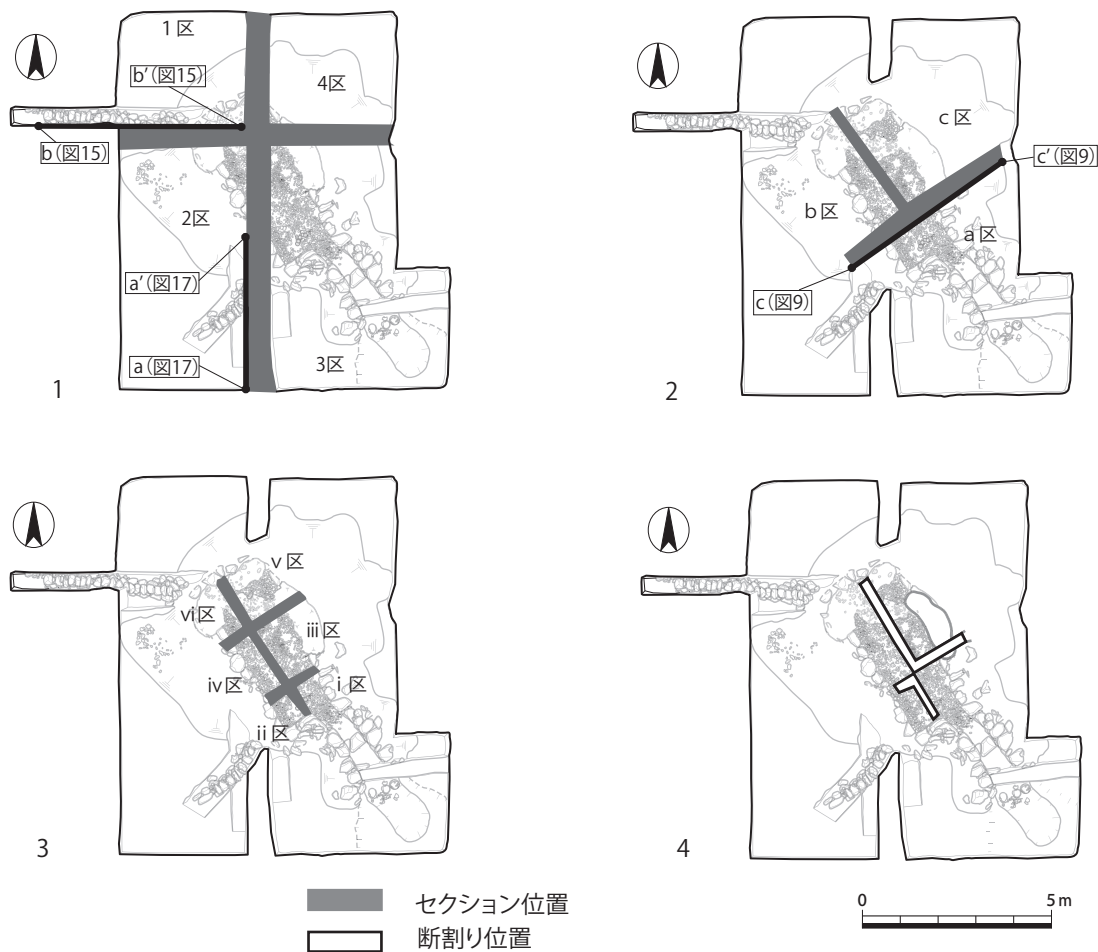 1区
b'(図15)
4区
b(図15)
2区
a'(図17)
a(図17)
3区
1
c区
c'(図9)
b区
a区
c(図9)
2
v区
vi区
iii区
iv区
i区
ii区
3
4
セクション位置
断割り位置
0 5m